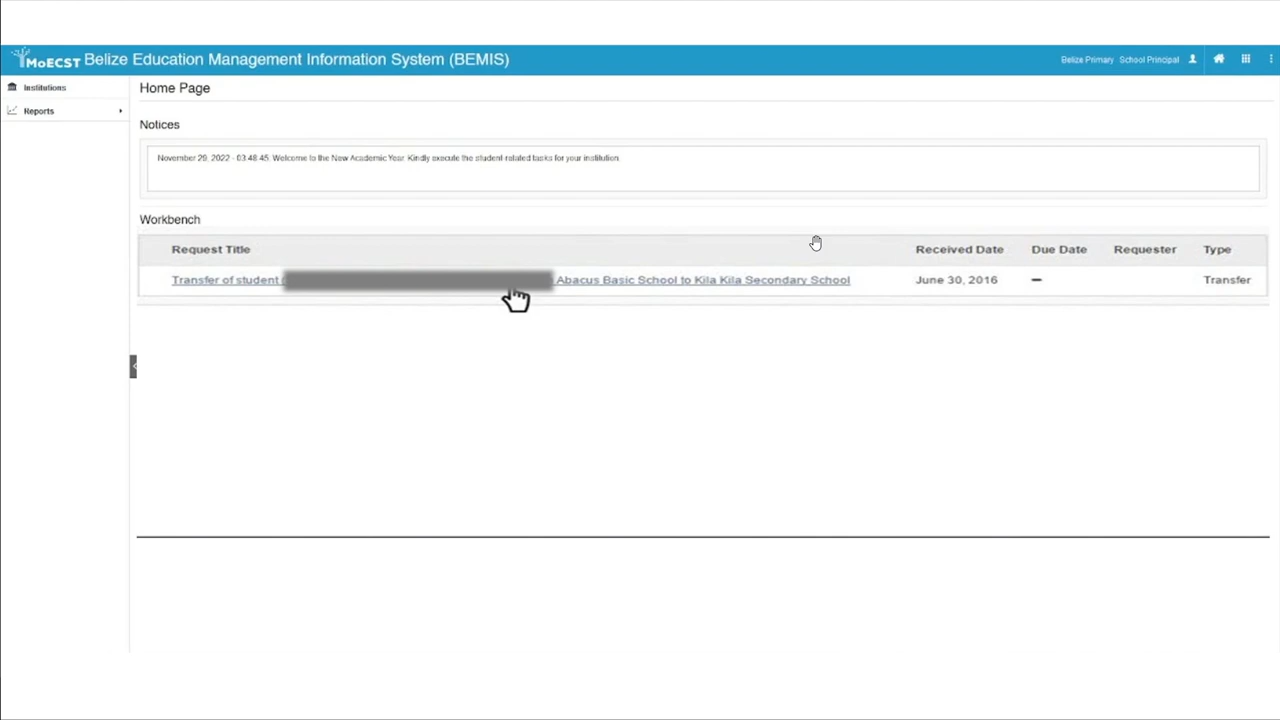 MoECST Belize Education Management Information System (BEMIS)
Belize Primary School Principal
Institutions
Reports
Home Page
Notices
November 29, 2022 - 03:48:45 Welcome to the New Academic Year. Kindly execute the student related tasks for your institution.
Workbench
Request Title Received Date Due Date Requester Type
Transfer of student Abacus Basic School to Kila Kila Secondary School June 30, 2016 – Transfer